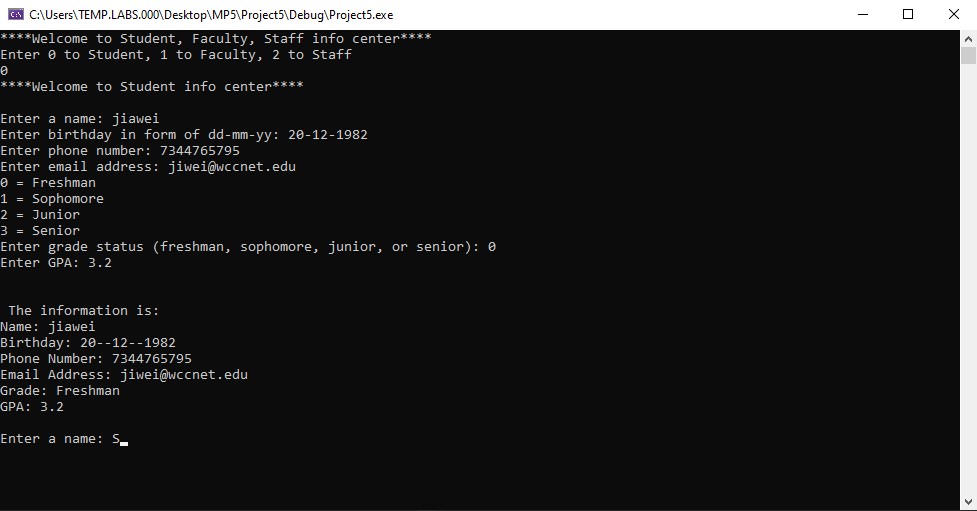 C:\Users\TEMP.LABS.000\Desktop\MP5\Project5\Debug\Project5.exe
****Welcome to Student, Faculty, Staff info center****
Enter 0 to Student, 1 to Faculty, 2 to Staff
0
****Welcome to Student info center****
Enter a name: jiawei
Enter birthday in form of dd-mm-yy: 20-12-1982
Enter phone number: 7344765795
Enter email address: jiwei@wccnet.edu
0 = Freshman
1 = Sophomore
2 = Junior
3 = Senior
Enter grade status (freshman, sophomore, junior, or senior): 0
Enter GPA: 3.2
The information is:
Name: jiawei
Birthday: 20--12--1982
Phone Number: 7344765795
Email Address: jiwei@wccnet.edu
Grade: Freshman
GPA: 3.2
Enter a name: S